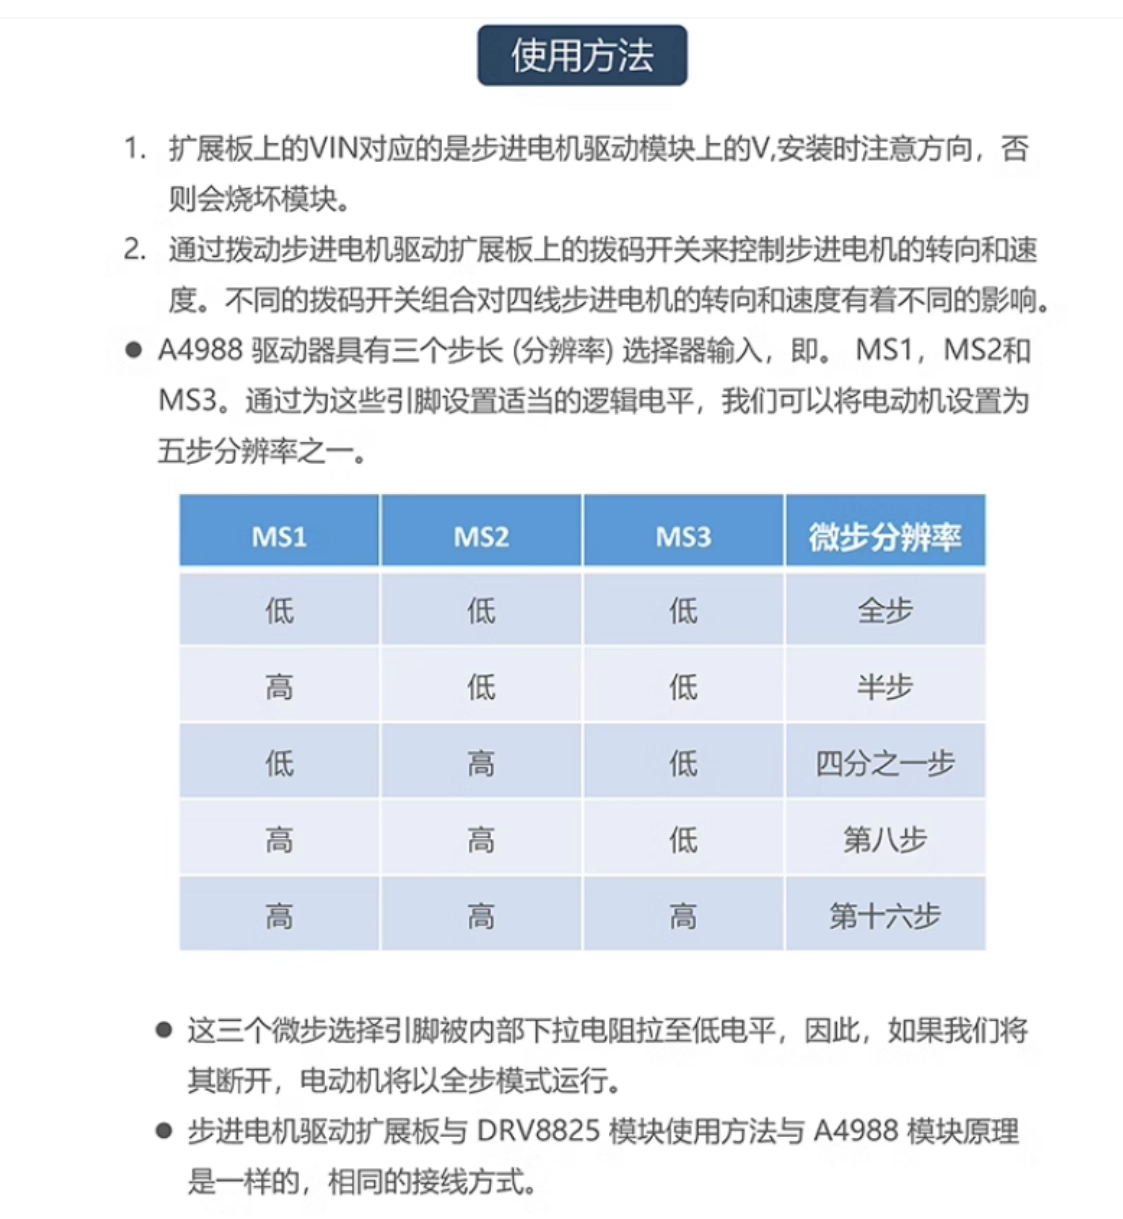 使用方法
1. 扩展板上的VIN对应的是步进电机驱动模块上的V,安装时注意方向，否
则会烧坏模块。
2. 通过拨动步进电机驱动扩展板上的拨码开关来控制步进电机的转向和速
度。不同的拨码开关组合对四线步进电机的转向和速度有着不同的影响。
● A4988 驱动器具有三个步长 (分辨率) 选择器输入，即。 MS1，MS2和
MS3。通过为这些引脚设置适当的逻辑电平，我们可以将电动机设置为
五步分辨率之一。
MS1 MS2 MS3 微步分辨率
低 低 低 全步
高 低 低 半步
低 高 低 四分之一步
高 高 低 第八步
高 高 高 第十六步
● 这三个微步选择引脚被内部下拉电阻拉至低电平，因此，如果我们将
其断开，电动机将以全步模式运行。
● 步进电机驱动扩展板与 DRV8825 模块使用方法与 A4988 模块原理
是一样的，相同的接线方式。